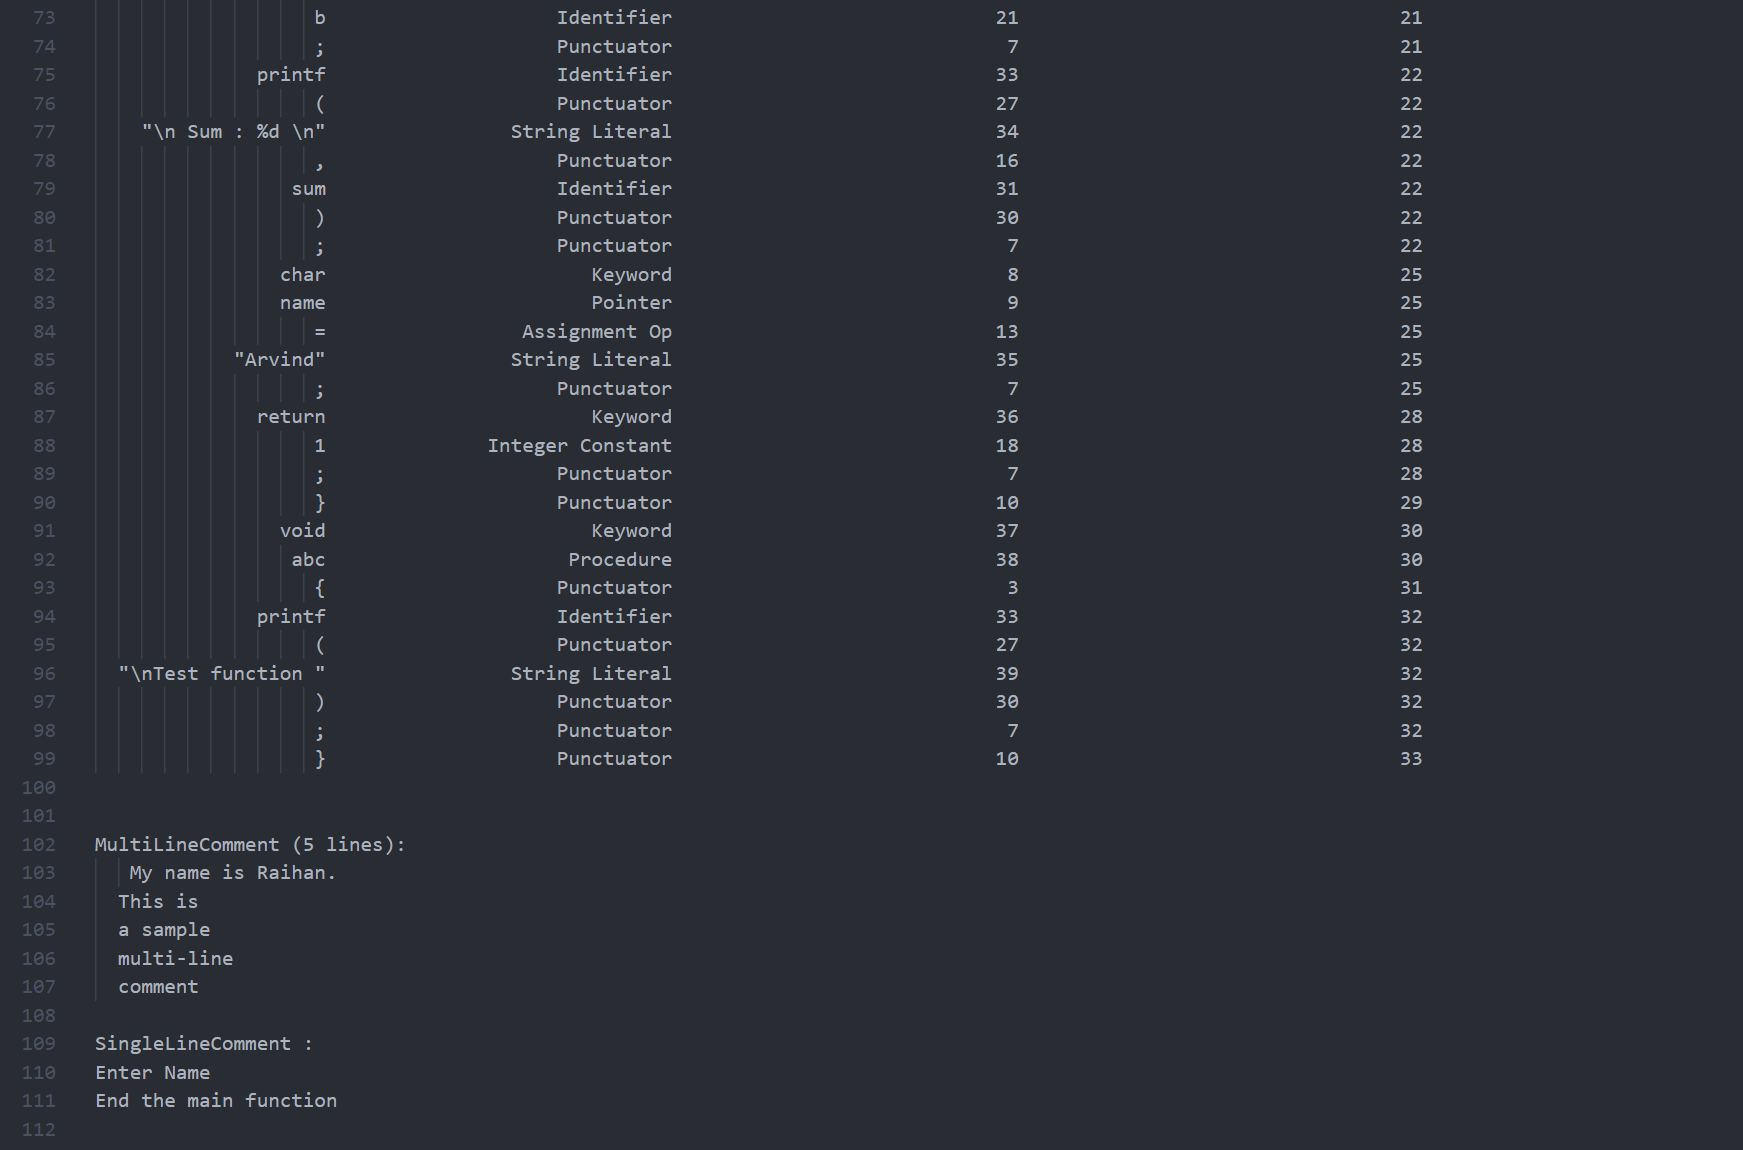 73 b Identifier 21 21
74 ; Punctuator 7 21
75 printf Identifier 33 22
76 ( Punctuator 27 22
77 "\n Sum : %d \n" String Literal 34 22
78 , Punctuator 16 22
79 sum Identifier 31 22
80 ) Punctuator 30 22
81 ; Punctuator 7 22
82 char Keyword 8 25
83 name Pointer 9 25
84 = Assignment Op 13 25
85 "Arvind" String Literal 35 25
86 ; Punctuator 7 25
87 return Keyword 36 28
88 1 Integer Constant 18 28
89 ; Punctuator 7 28
90 } Punctuator 10 29
91 void Keyword 37 30
92 abc Procedure 38 30
93 { Punctuator 3 31
94 printf Identifier 33 32
95 ( Punctuator 27 32
96 "\nTest function " String Literal 39 32
97 ) Punctuator 30 32
98 ; Punctuator 7 32
99 } Punctuator 10 33
100
101
102 MultiLineComment (5 lines):
103 My name is Raihan.
104 This is
105 a sample
106 multi-line
107 comment
108
109 SingleLineComment :
110 Enter Name
111 End the main function
112